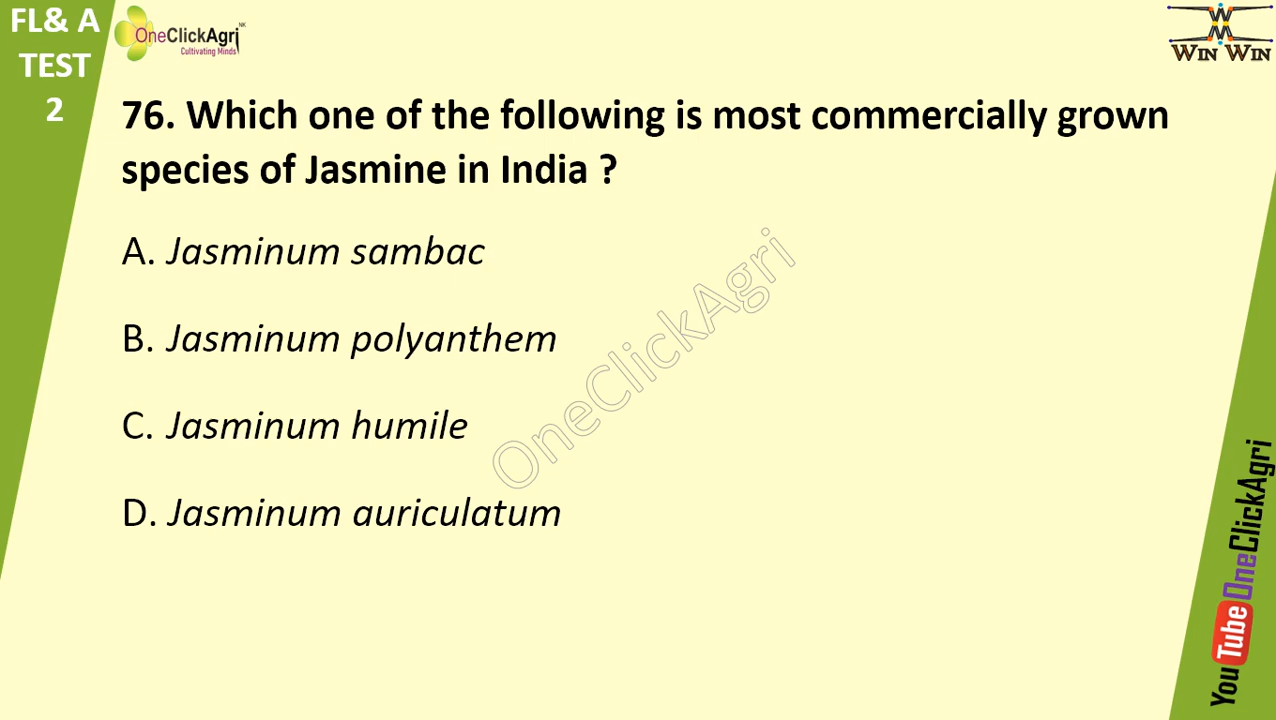 FL& A
TEST
2
OneClickAgri NK
Cultivating Minds
WIN WIN
76. Which one of the following is most commercially grown
species of Jasmine in India ?
A. Jasminum sambac
B. Jasminum polyanthem
C. Jasminum humile
D. Jasminum auriculatum
OneClickAgri
YouTube OneClickAgri